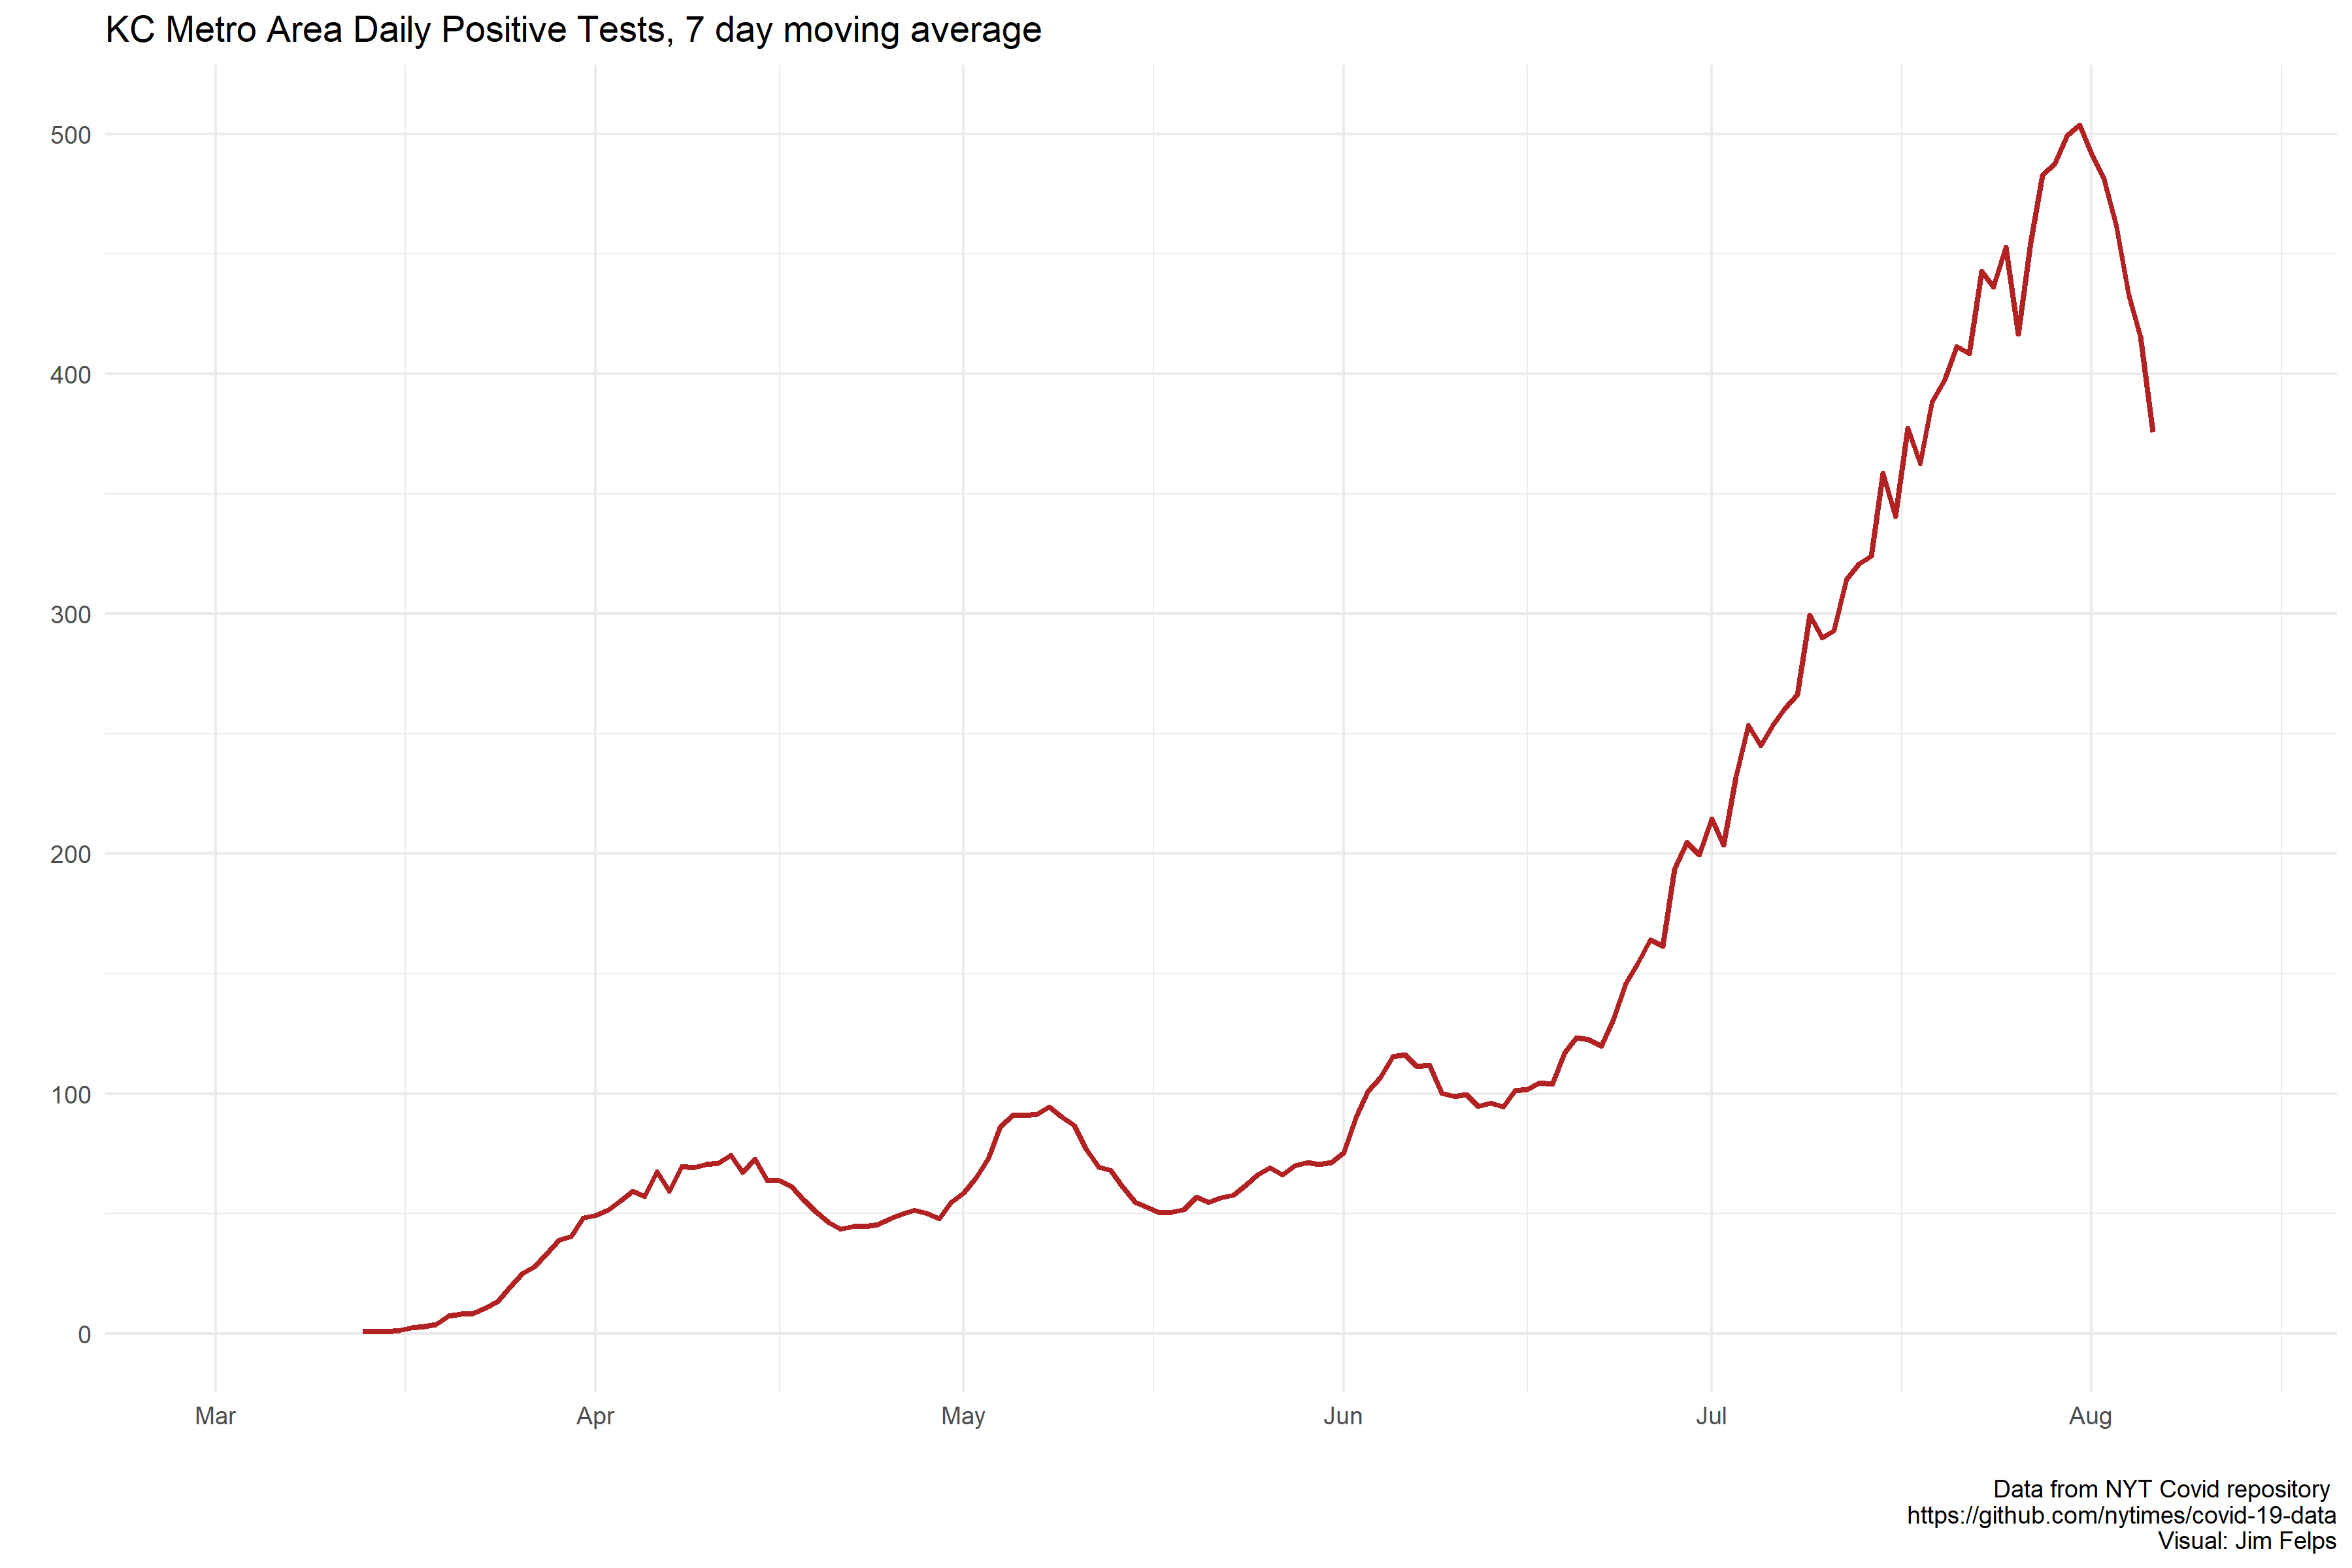 KC Metro Area Daily Positive Tests, 7 day moving average
500
400
300
200
100
0
Mar Apr May Jun Jul Aug
Data from NYT Covid repository
https://github.com/nytimes/covid-19-data
Visual: Jim Felps